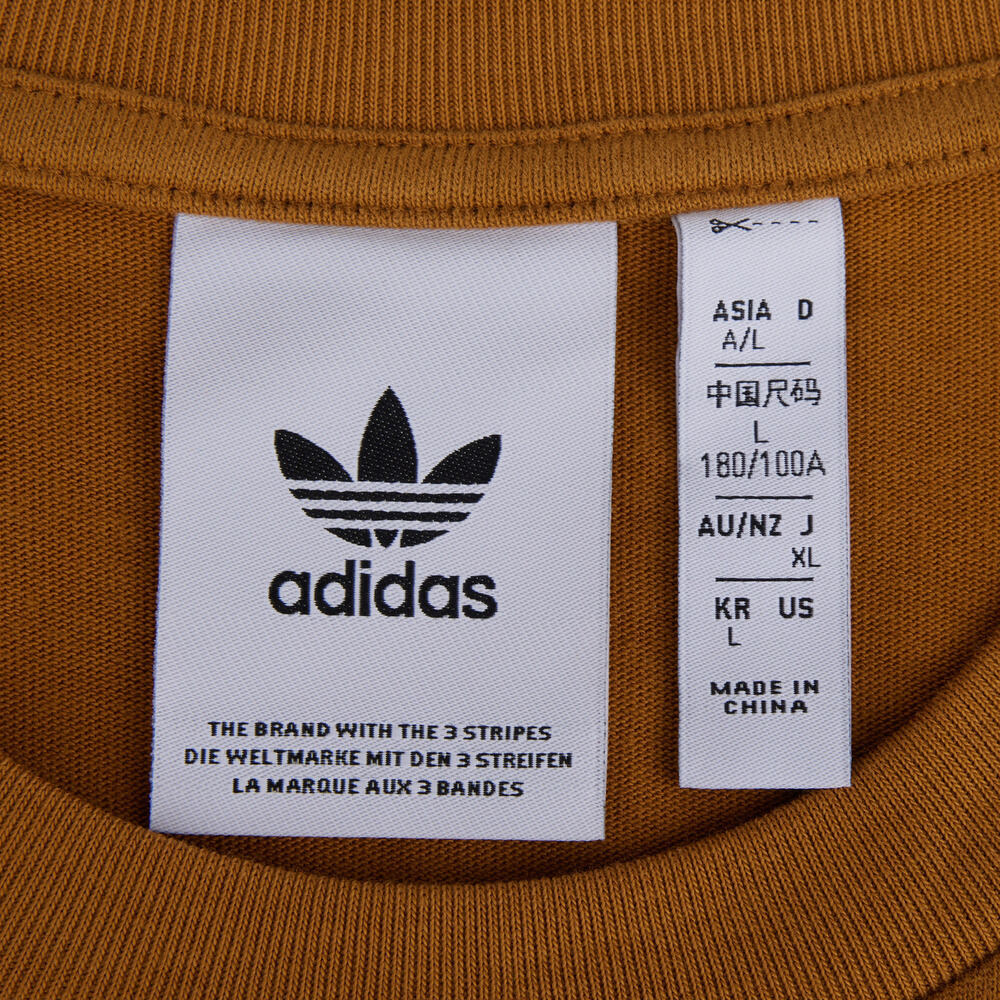 adidas
THE BRAND WITH THE 3 STRIPES
DIE WELTMARKE MIT DEN 3 STREIFEN
LA MARQUE AUX 3 BANDES
ASIA D
A/L
中国尺码
L
180/100A
AU/NZ J
XL
KR US
L
MADE IN
CHINA